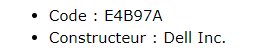 • Code : E4B97A
• Constructeur : Dell Inc.